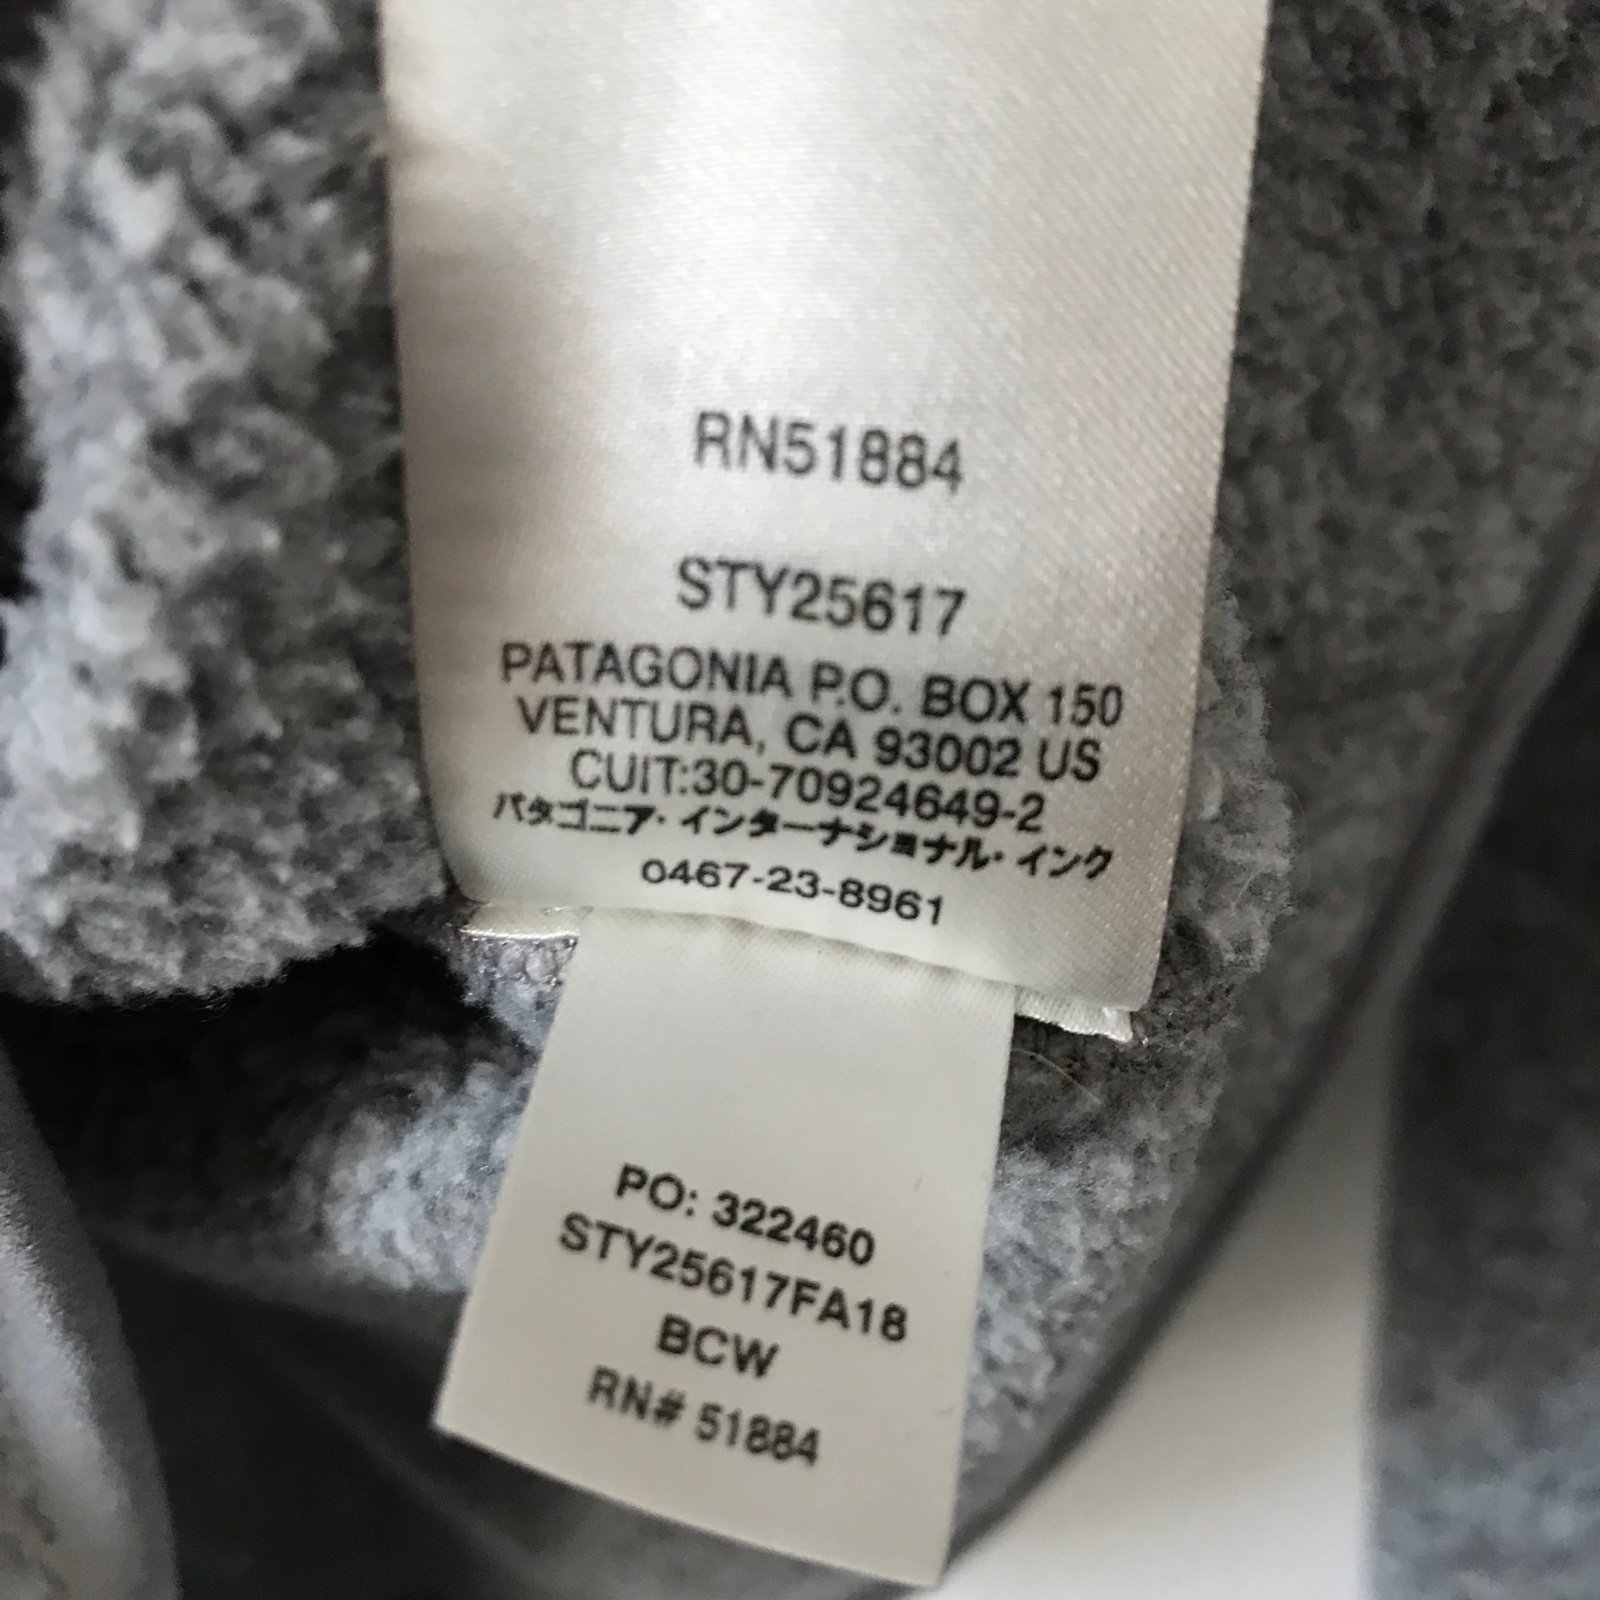 RN51884
STY25617
PATAGONIA P.O. BOX 150
VENTURA, CA 93002 US
CUIT:30-70924649-2
パタゴニア・インターナショナル・インク
0467-23-8961
PO: 322460
STY25617FA18
BCW
RN# 51884